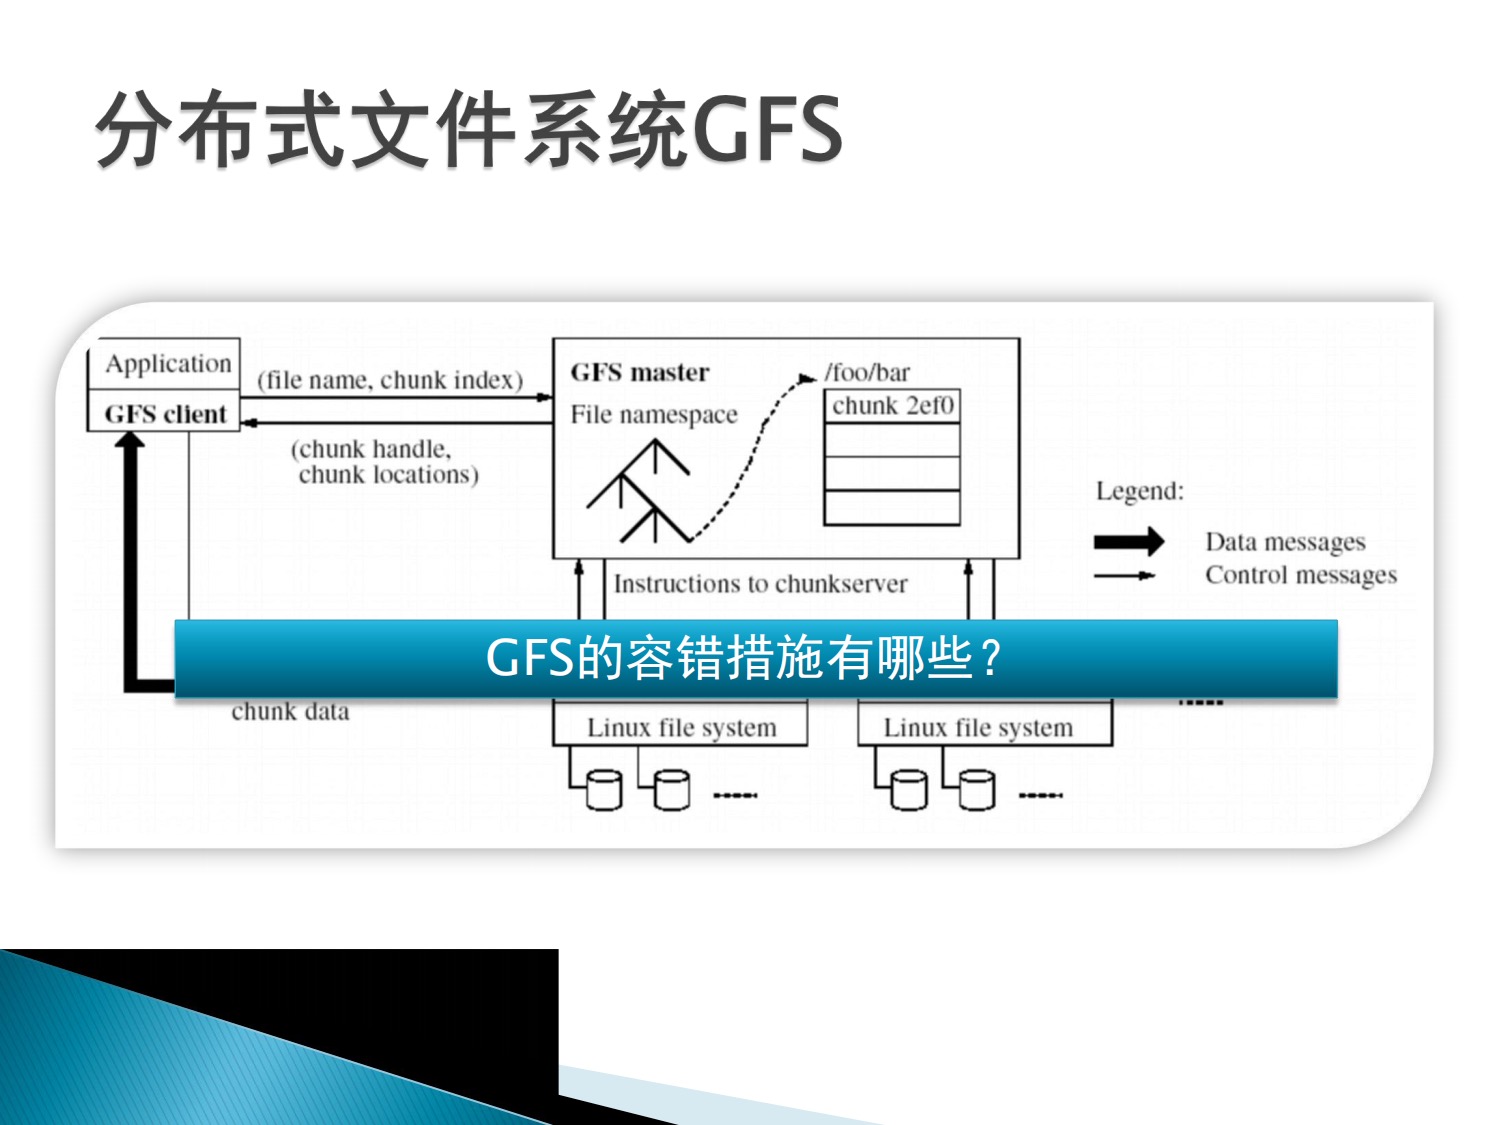 分布式文件系统GFS
Application
GFS client
(file name, chunk index)
(chunk handle,
chunk locations)
GFS master
File namespace
/foo/bar
chunk 2ef0
Legend:
Data messages
Control messages
Instructions to chunkserver
GFS的容错措施有哪些？
chunk data
Linux file system
Linux file system